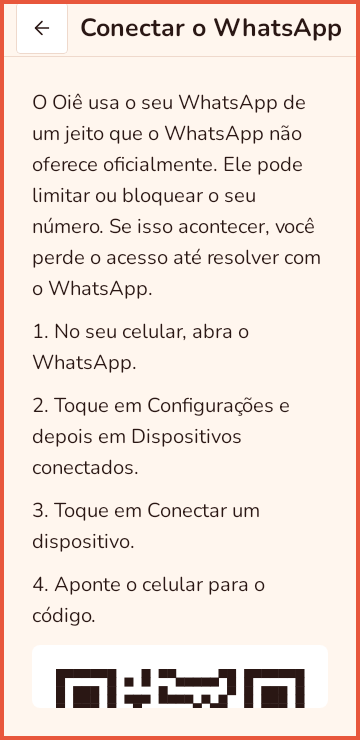 Conectar o WhatsApp
O Oiê usa o seu WhatsApp de
um jeito que o WhatsApp não
oferece oficialmente. Ele pode
limitar ou bloquear o seu
número. Se isso acontecer, você
perde o acesso até resolver com
o WhatsApp.
1. No seu celular, abra o
WhatsApp.
2. Toque em Configurações e
depois em Dispositivos
conectados.
3. Toque em Conectar um
dispositivo.
4. Aponte o celular para o
código.